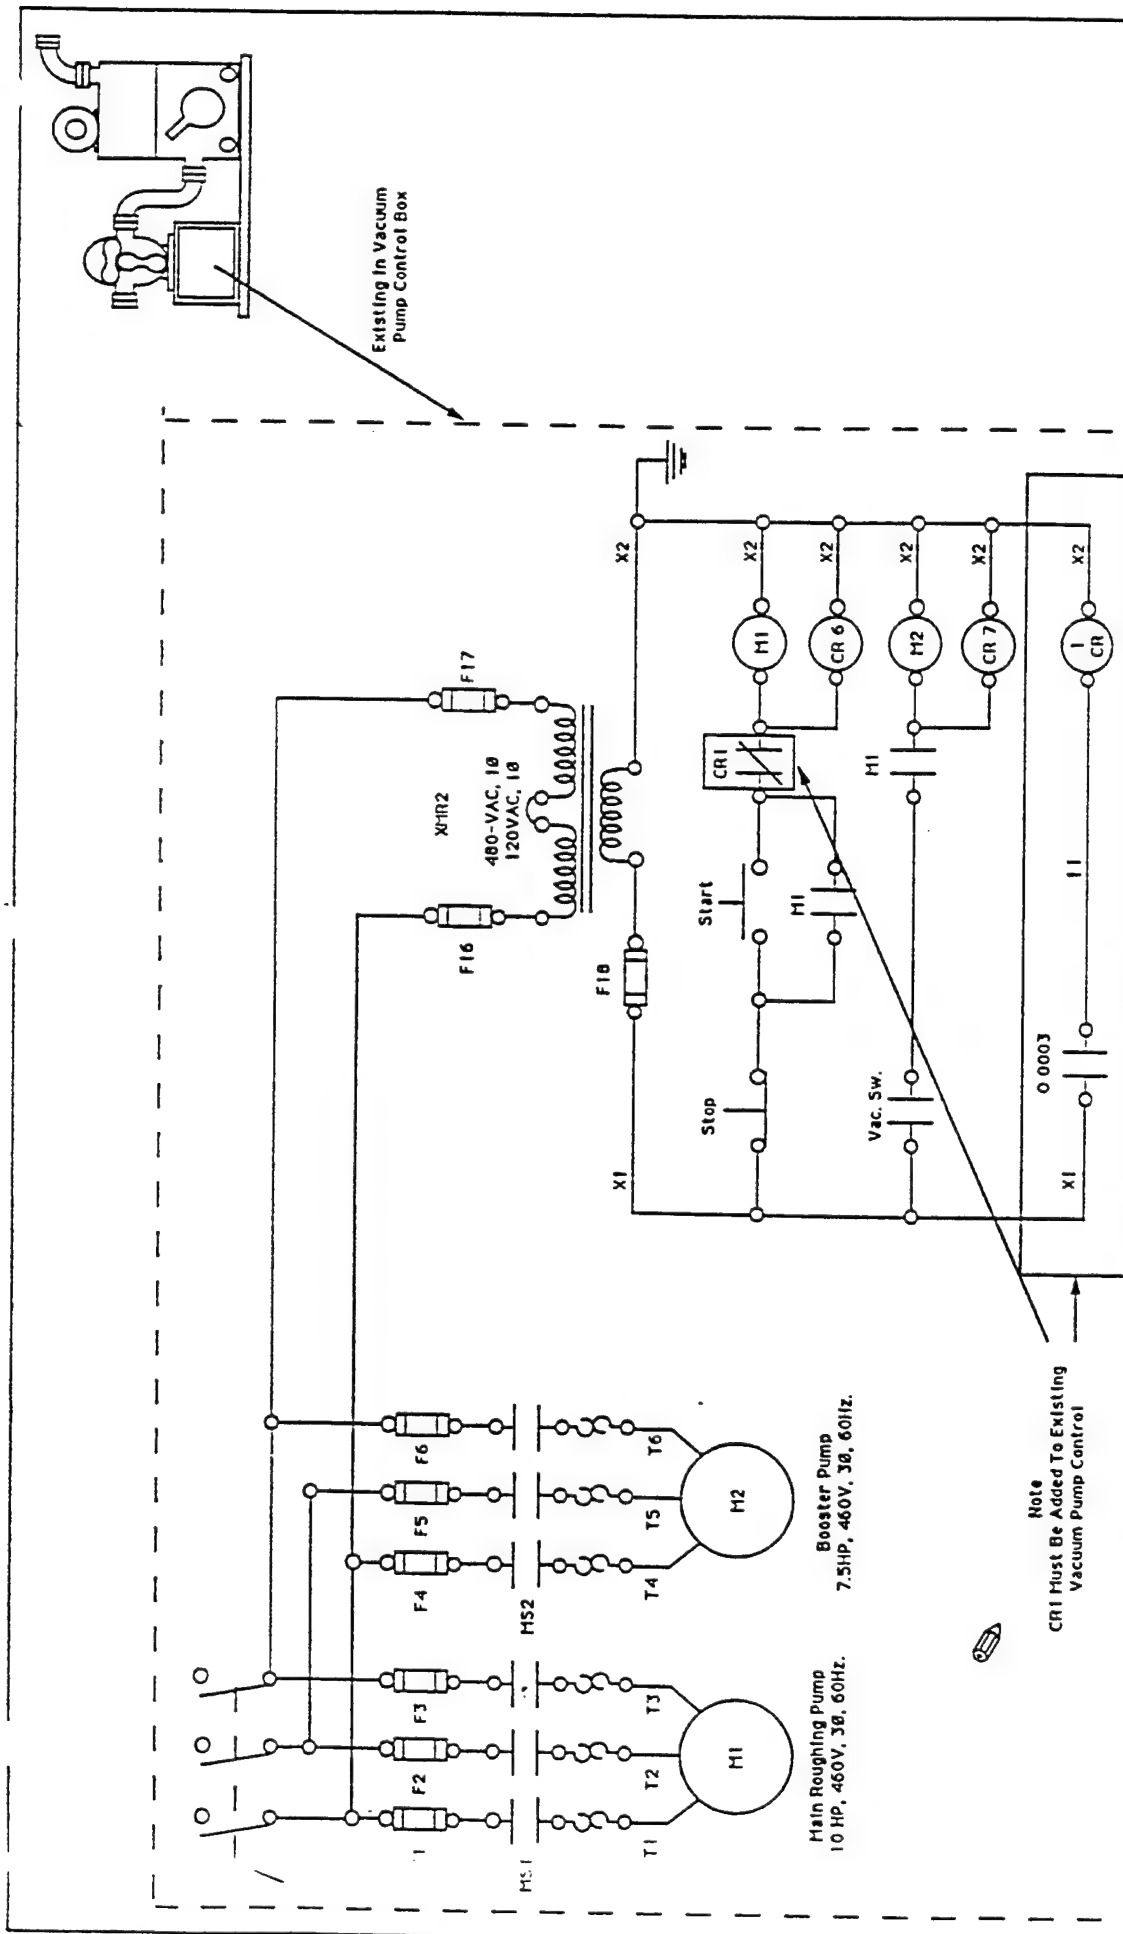 Existing In Vacuum
Pump Control Box
F17
XMR2
480-VAC, 1Ø
120VAC, 1Ø
F16
F18
X1
X2
Stop
Start
M1
CR1
M1
X2
CR 6
X2
Vac. Sw.
M1
M2
X2
CR 7
X2
X1
0 0003
11
1
CR
X2
F2
F3
F4
F5
F6
MS1
MS2
T1
T2
T3
T4
T5
T6
M1
M2
Main Roughing Pump
10 HP, 460V, 3Ø, 60Hz.
Booster Pump
7.5HP, 460V, 3Ø, 60Hz.
Note
CR1 Must Be Added To Existing
Vacuum Pump Control